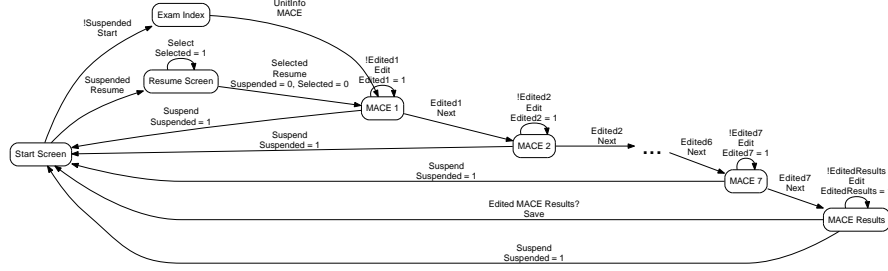 UnitInfo
MACE
Exam Index
!Suspended
Start
Select
Selected = 1
Suspended
Resume
Resume Screen
Selected
Resume
Suspended = 0, Selected = 0
!Edited1
Edit
Edited1 = 1
MACE 1
Suspend
Suspended = 1
Edited1
Next
!Edited2
Edit
Edited2 = 1
MACE 2
Suspend
Suspended = 1
Edited2
Next
...
Start Screen
Edited6
Next
!Edited7
Edit
Edited7 = 1
MACE 7
Suspend
Suspended = 1
Edited7
Next
!EditedResults
Edit
EditedResults =
MACE Results
Edited MACE Results?
Save
Suspend
Suspended = 1